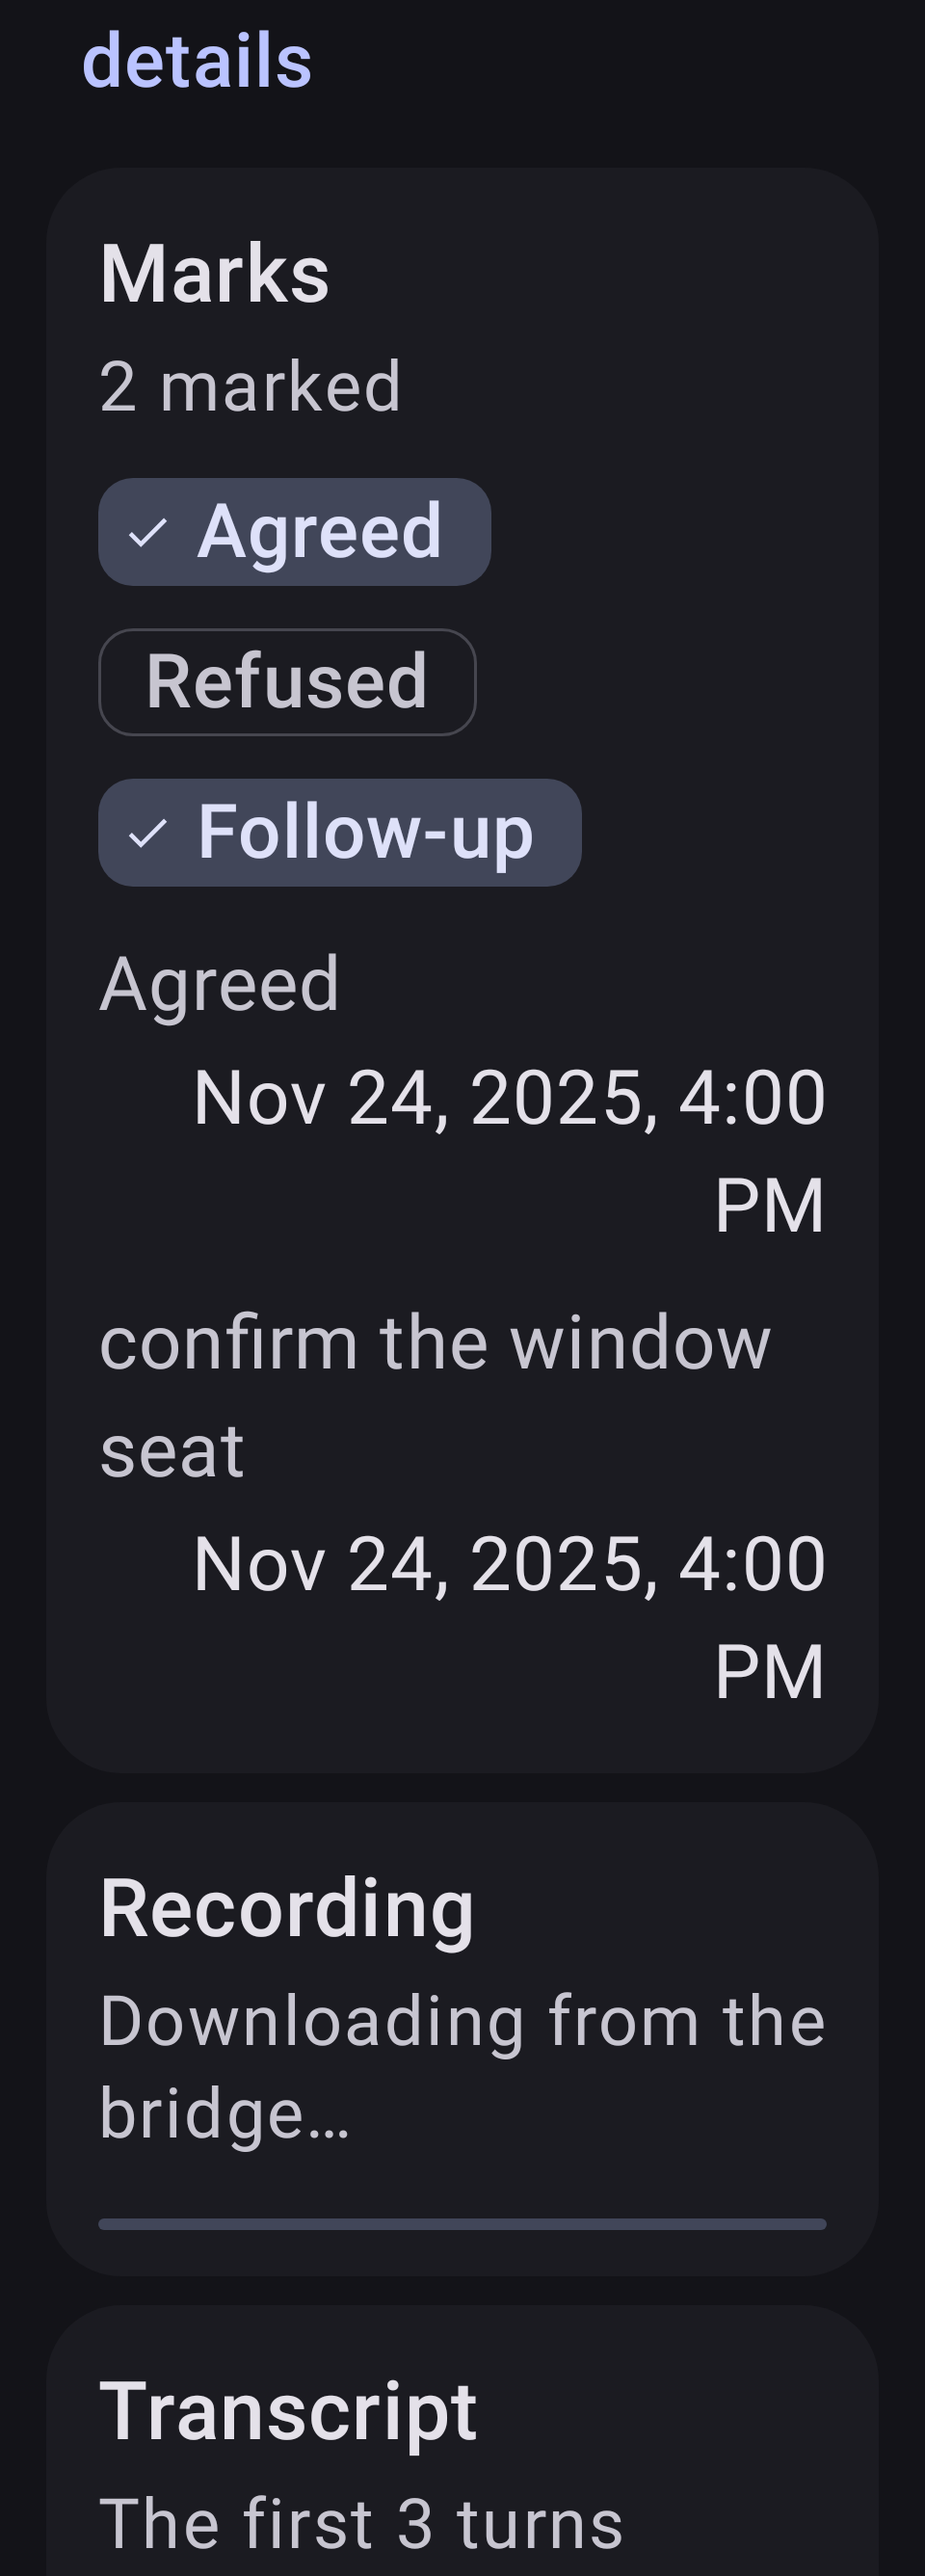 details
Marks
2 marked
Agreed
Refused
Follow-up
Agreed
Nov 24, 2025, 4:00
PM
confirm the window
seat
Nov 24, 2025, 4:00
PM
Recording
Downloading from the
bridge…
Transcript
The first 3 turns